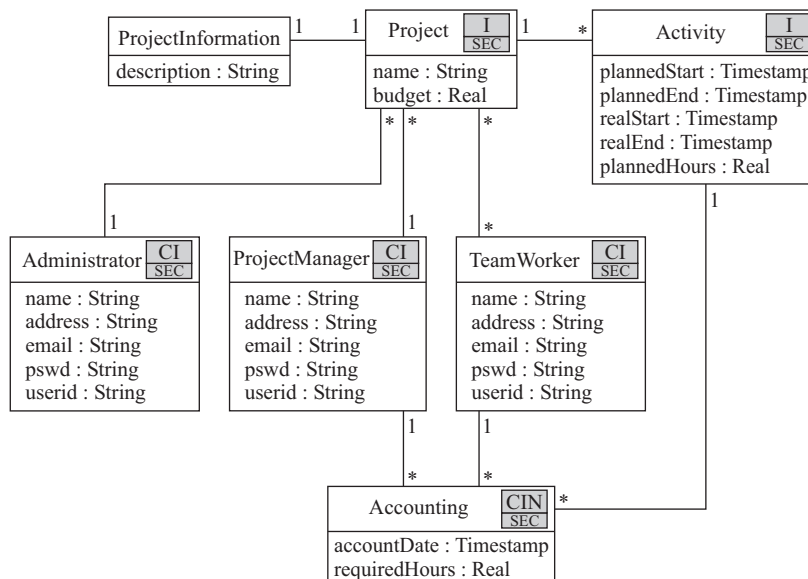 ProjectInformation
description : String
1
1
Project
I
SEC
name : String
budget : Real
1
*
Activity
I
SEC
plannedStart : Timestamp
plannedEnd : Timestamp
realStart : Timestamp
realEnd : Timestamp
plannedHours : Real
*
*
*
1
1
1
*
Administrator
CI
SEC
name : String
address : String
email : String
pswd : String
userid : String
ProjectManager
CI
SEC
name : String
address : String
email : String
pswd : String
userid : String
TeamWorker
CI
SEC
name : String
address : String
email : String
pswd : String
userid : String
1
1
*
*
*
Accounting
CIN
SEC
accountDate : Timestamp
requiredHours : Real